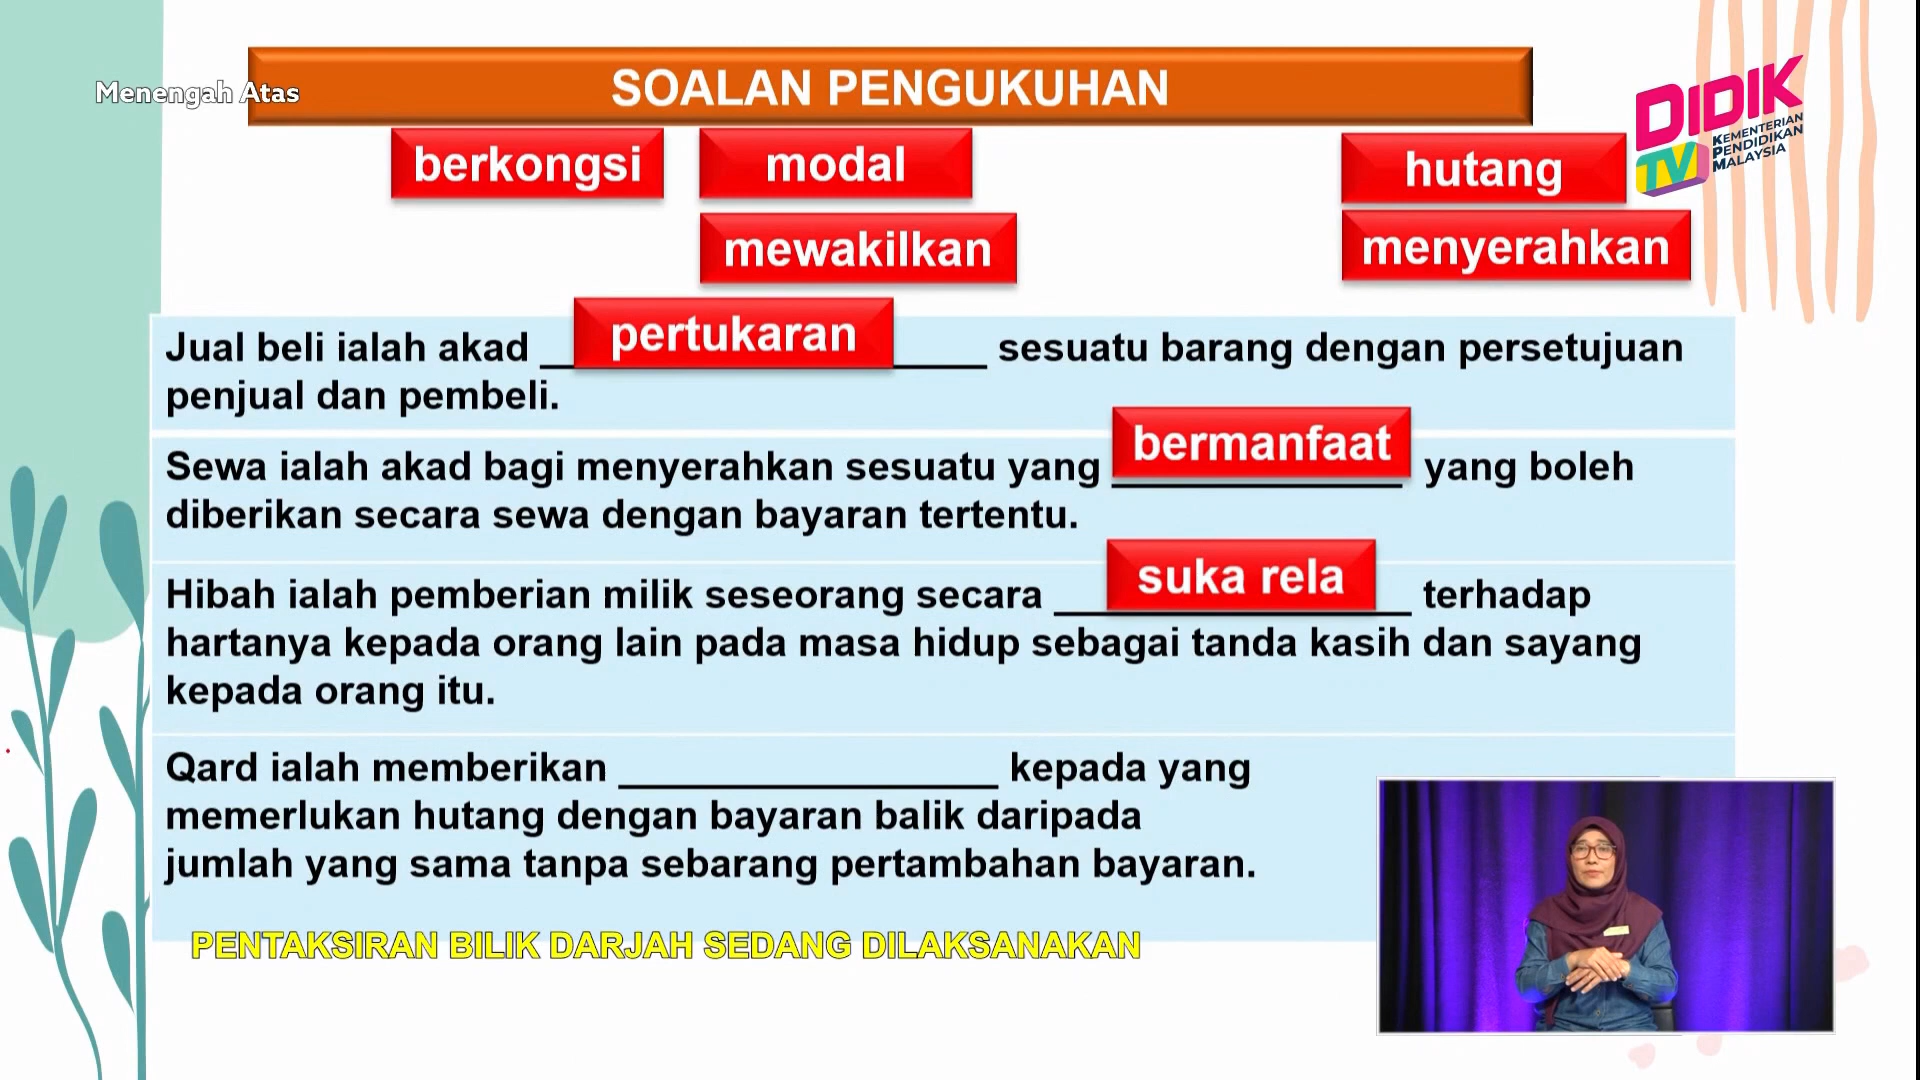 Menengah Atas
SOALAN PENGUKUHAN
DIDIK
TV
KEMENTERIAN
PENDIDIKAN
MALAYSIA
berkongsi
modal
hutang
mewakilkan
menyerahkan
Jual beli ialah akad ____ pertukaran ____ sesuatu barang dengan persetujuan
penjual dan pembeli.
Sewa ialah akad bagi menyerahkan sesuatu yang bermanfaat yang boleh
diberikan secara sewa dengan bayaran tertentu.
Hibah ialah pemberian milik seseorang secara suka rela terhadap
hartanya kepada orang lain pada masa hidup sebagai tanda kasih dan sayang
kepada orang itu.
Qard ialah memberikan _________________ kepada yang
memerlukan hutang dengan bayaran balik daripada
jumlah yang sama tanpa sebarang pertambahan bayaran.
PENTAKSIRAN BILIK DARJAH SEDANG DILAKSANAKAN